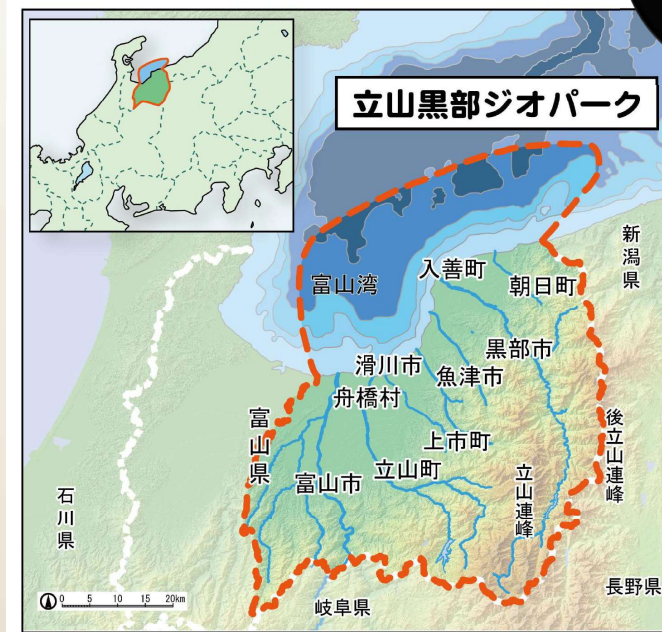 立山黒部ジオパーク
富山湾
入善町
朝日町
新潟県
黒部市
滑川市
魚津市
舟橋村
富山県
上市町
立山町
富山市
後立山連峰
立山連峰
石川県
長野県
岐阜県
0 5 10 15 20km